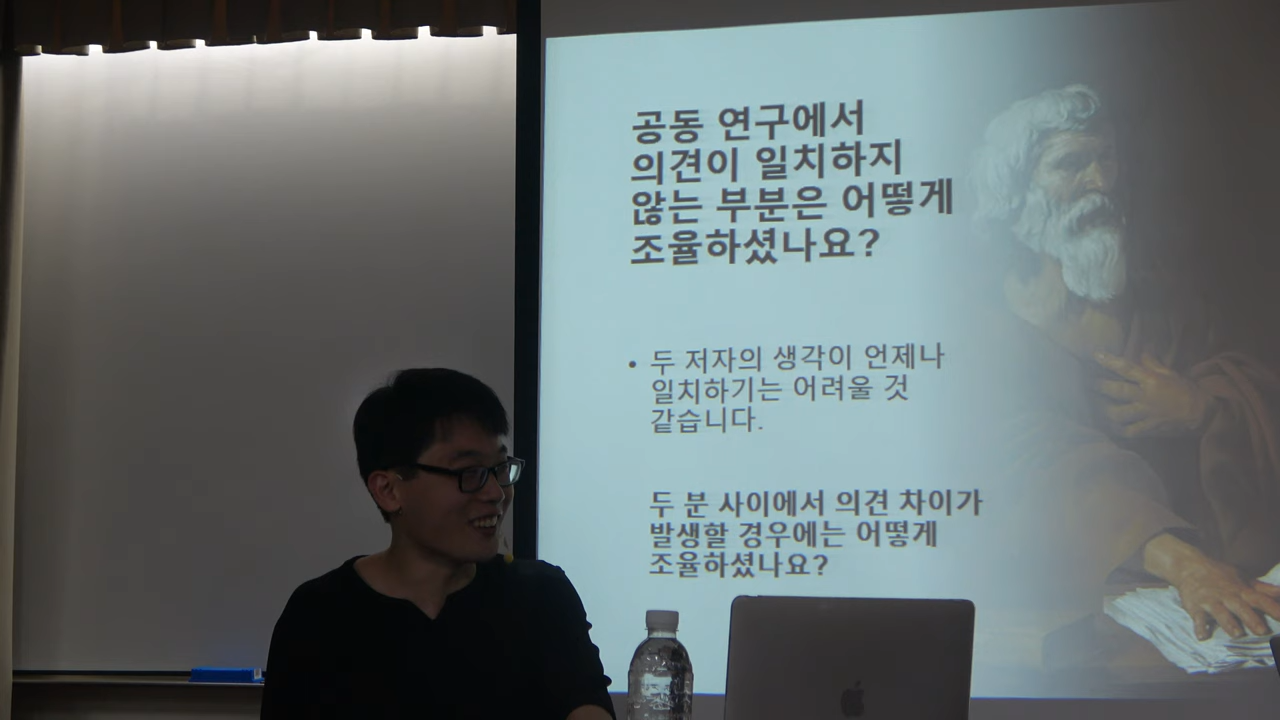 공동 연구에서
의견이 일치하지
않는 부분은 어떻게
조율하셨나요?
• 두 저자의 생각이 언제나
일치하기는 어려울 것
같습니다.
두 분 사이에서 의견 차이가
발생할 경우에는 어떻게
조율하셨나요?